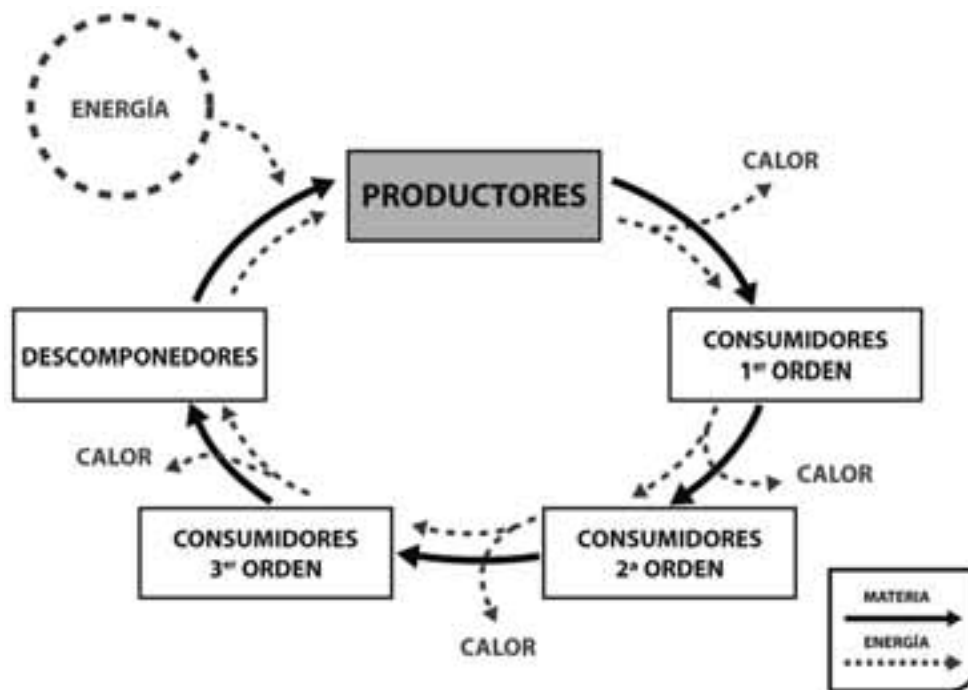 ENERGÍA
PRODUCTORES
CALOR
DESCOMPONEDORES
CONSUMIDORES
1er ORDEN
CALOR
CALOR
CONSUMIDORES
3er ORDEN
CONSUMIDORES
2ª ORDEN
CALOR
MATERIA
ENERGÍA